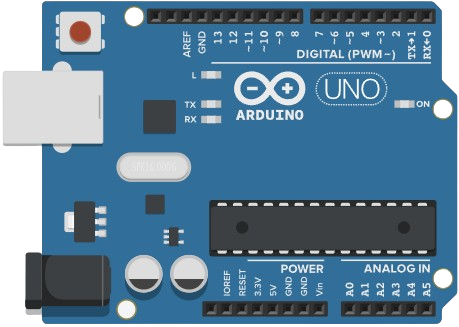 AREF
GND
13
12
~11
~10
~9
8
7
~6
~5
4
~3
2
TX→1
RX←0
DIGITAL (PWM~)
L
TX
RX
ARDUINO
UNO
ON
POWER
ANALOG IN
IOREF
RESET
3.3V
5V
GND
GND
Vin
A0
A1
A2
A3
A4
A5